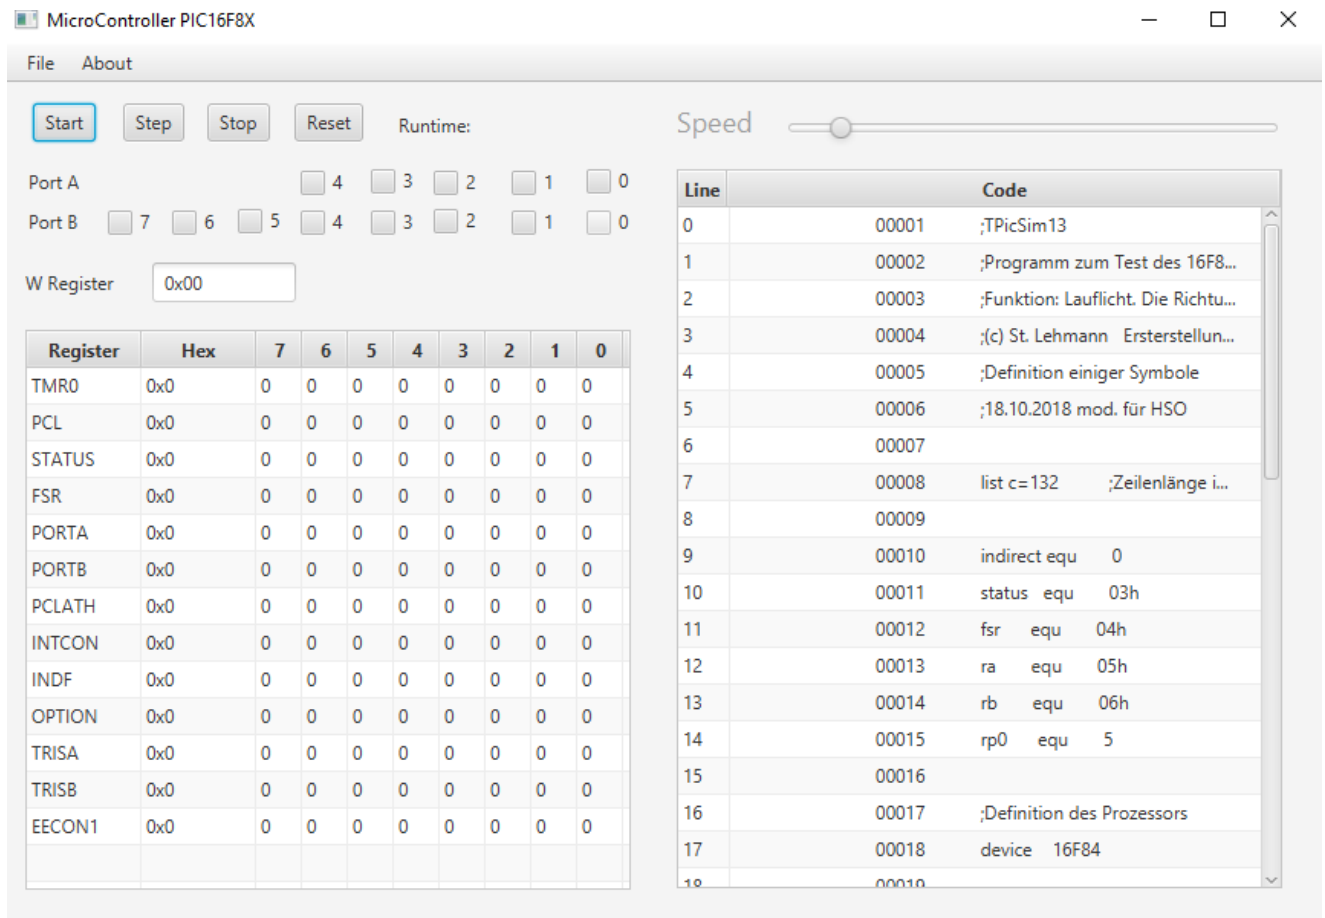 MicroController PIC16F8X
File About
Start Step Stop Reset Runtime:
Speed
Port A 4 3 2 1 0
Port B 7 6 5 4 3 2 1 0
W Register 0x00
Register Hex 7 6 5 4 3 2 1 0
TMR0 0x0 0 0 0 0 0 0 0 0
PCL 0x0 0 0 0 0 0 0 0 0
STATUS 0x0 0 0 0 0 0 0 0 0
FSR 0x0 0 0 0 0 0 0 0 0
PORTA 0x0 0 0 0 0 0 0 0 0
PORTB 0x0 0 0 0 0 0 0 0 0
PCLATH 0x0 0 0 0 0 0 0 0 0
INTCON 0x0 0 0 0 0 0 0 0 0
INDF 0x0 0 0 0 0 0 0 0 0
OPTION 0x0 0 0 0 0 0 0 0 0
TRISA 0x0 0 0 0 0 0 0 0 0
TRISB 0x0 0 0 0 0 0 0 0 0
EECON1 0x0 0 0 0 0 0 0 0 0
Line Code
0 00001 ;TPicSim13
1 00002 ;Programm zum Test des 16F8...
2 00003 ;Funktion: Lauflicht. Die Richtu...
3 00004 ;(c) St. Lehmann Ersterstellun...
4 00005 ;Definition einiger Symbole
5 00006 ;18.10.2018 mod. für HSO
6 00007
7 00008 list c=132 ;Zeilenlänge i...
8 00009
9 00010 indirect equ 0
10 00011 status equ 03h
11 00012 fsr equ 04h
12 00013 ra equ 05h
13 00014 rb equ 06h
14 00015 rp0 equ 5
15 00016
16 00017 ;Definition des Prozessors
17 00018 device 16F84
18 00019